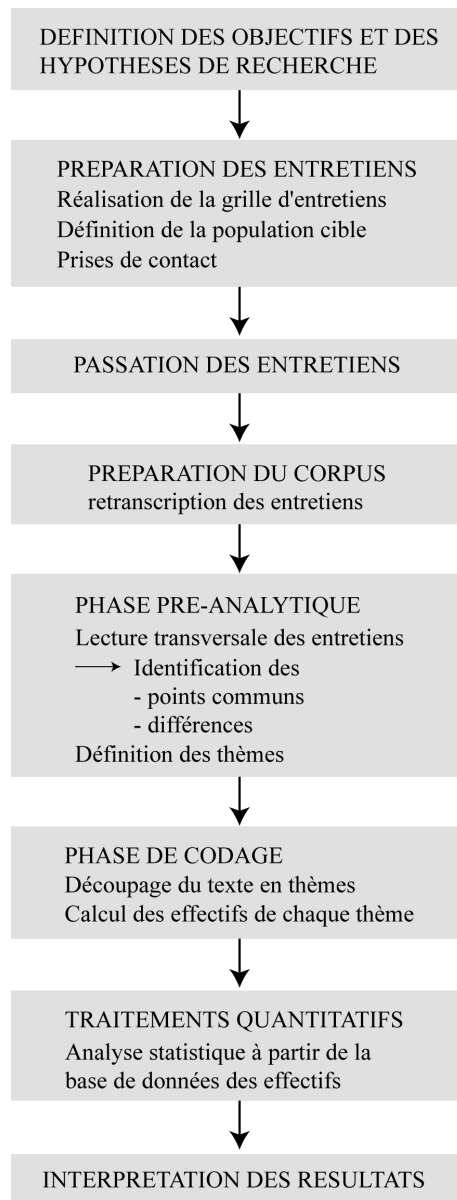 DEFINITION DES OBJECTIFS ET DES
HYPOTHESES DE RECHERCHE
PREPARATION DES ENTRETIENS
Réalisation de la grille d'entretiens
Définition de la population cible
Prises de contact
PASSATION DES ENTRETIENS
PREPARATION DU CORPUS
retranscription des entretiens
PHASE PRE-ANALYTIQUE
Lecture transversale des entretiens
Identification des
- points communs
- différences
Définition des thèmes
PHASE DE CODAGE
Découpage du texte en thèmes
Calcul des effectifs de chaque thème
TRAITEMENTS QUANTITATIFS
Analyse statistique à partir de la
base de données des effectifs
INTERPRETATION DES RESULTATS